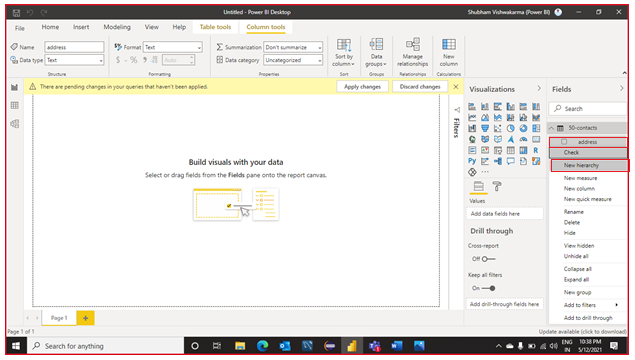 Untitled - Power BI Desktop
Shubham Vishwakarma (Power BI)
File Home Insert Modeling View Help Table tools Column tools
Name address
Data type Text
Structure
Format Text
$ - % Auto
Formatting
Summarization Don't summarize
Data category Uncategorized
Properties
Sort by column
Sort
Data groups
Groups
Manage relationships
Relationships
New column
Calculations
There are pending changes in your queries that haven't been applied. Apply changes Discard changes
Build visuals with your data
Select or drag fields from the Fields pane onto the report canvas.
Filters
Visualizations
Values
Add data fields here
Drill through
Cross-report
Off
Keep all filters
On
Add drill-through fields here
Fields
Search
50-contacts
address
Check
New hierarchy
New measure
New column
New quick measure
Rename
Delete
Hide
View hidden
Unhide all
Collapse all
Expand all
New group
Add to filters
Add to drill through
Page 1
Page 1 of 1
Update available (click to download)
Type here to search
ENG
IN
10:38 PM
5/12/2021